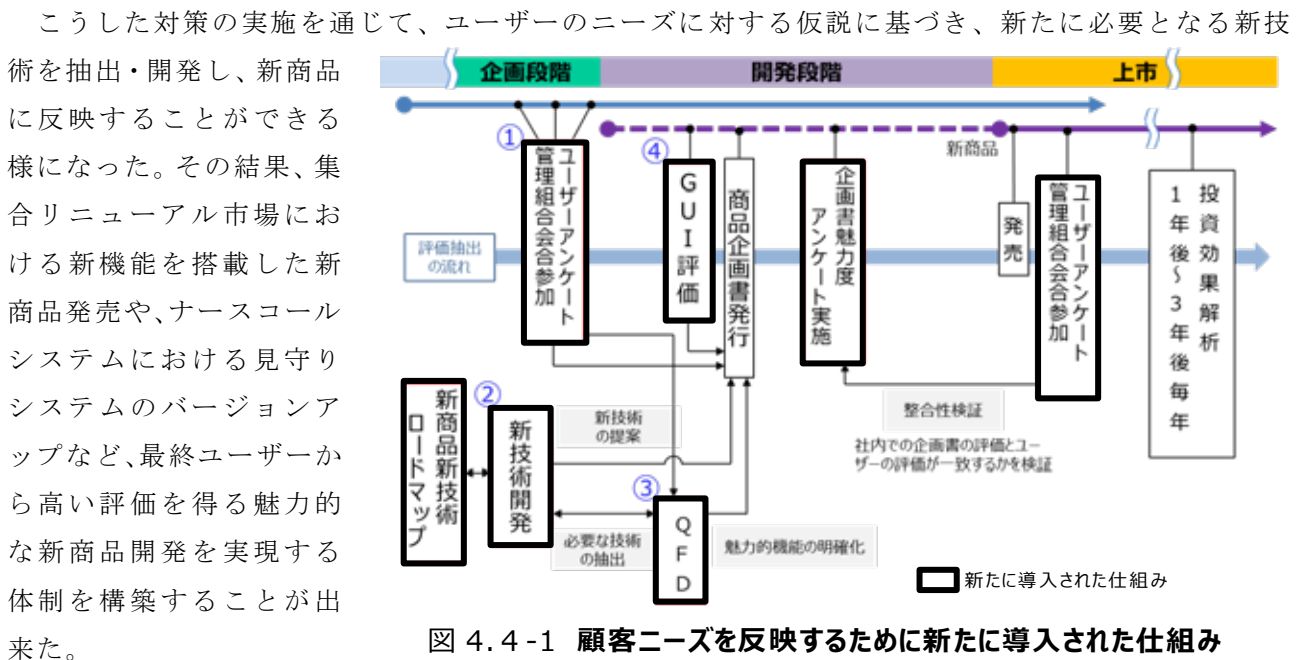 こうした対策の実施を通じて、ユーザーのニーズに対する仮説に基づき、新たに必要となる新技
術を抽出・開発し、新商品
に反映することができる
様になった。その結果、集
合リニューアル市場にお
ける新機能を搭載した新
商品発売や、ナースコール
システムにおける見守り
システムのバージョンア
ップなど、最終ユーザーか
ら高い評価を得る魅力的
な新商品開発を実現する
体制を構築することが出
来た。
企画段階
開発段階
上市
新商品
評価抽出
の流れ
①
ユーザーアンケート
管理組合会合参加
④
GUI評価
商品企画書発行
企画書魅力度
アンケート実施
発売
ユーザーアンケート
管理組合会合参加
投資効果解析
1年後~3年後毎年
新商品新技術
ロードマップ
②
新技術開発
新技術
の提案
③
QFD
必要な技術
の抽出
魅力的機能の明確化
整合性検証
社内での企画書の評価とユー
ザーの評価が一致するかを検証
新たに導入された仕組み
図 4.4-1 顧客ニーズを反映するために新たに導入された仕組み